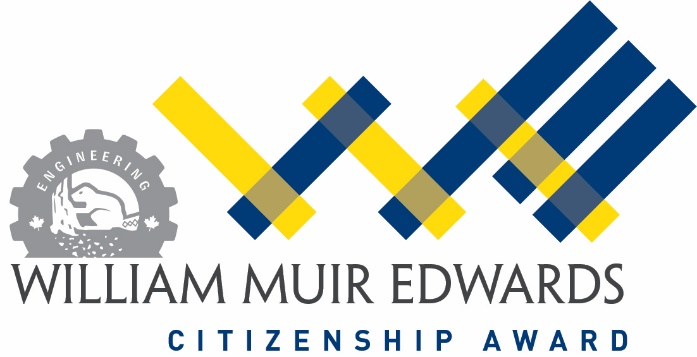 ENGINEERING
WILLIAM MUIR EDWARDS
CITIZENSHIP AWARD